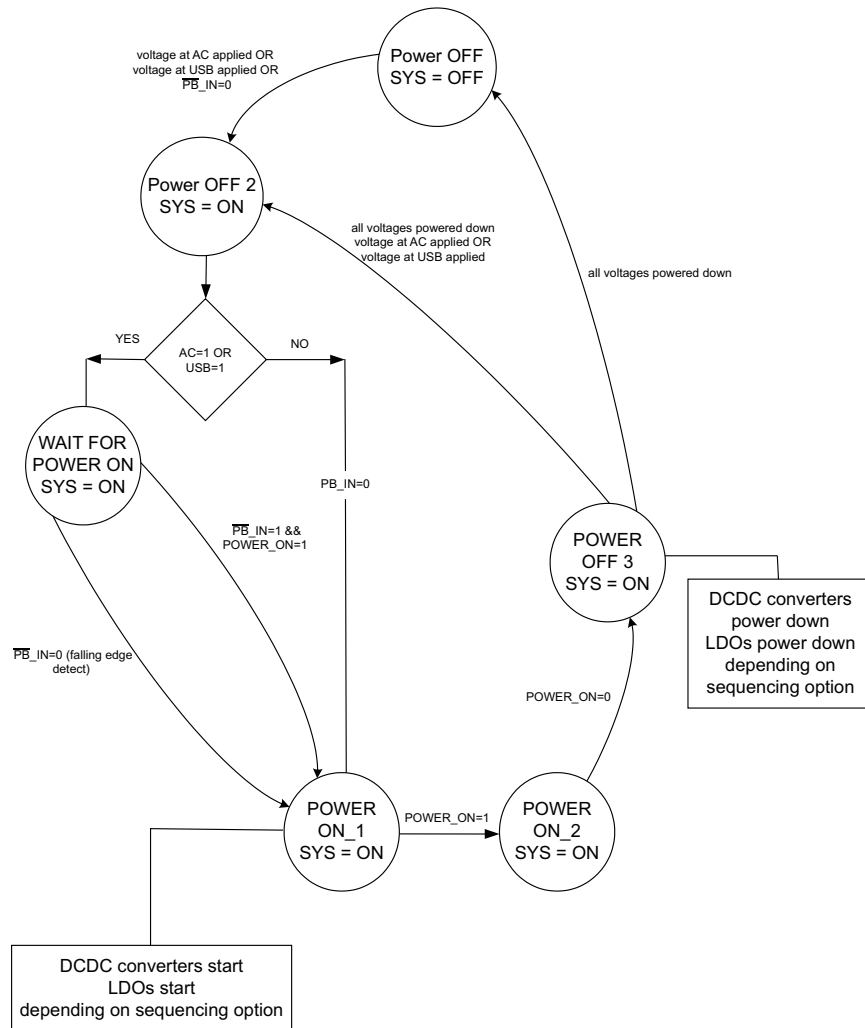 Power OFF
SYS = OFF
voltage at AC applied OR
voltage at USB applied OR
P̅B̅_IN=0
Power OFF 2
SYS = ON
all voltages powered down
voltage at AC applied OR
voltage at USB applied
all voltages powered down
YES
AC=1 OR
USB=1
NO
WAIT FOR
POWER ON
SYS = ON
PB_IN=0
P̅B̅_IN=1 &&
POWER_ON=1
POWER
OFF 3
SYS = ON
DCDC converters
power down
LDOs power down
depending on
sequencing option
P̅B̅_IN=0 (falling edge
detect)
POWER_ON=0
POWER
ON_1
SYS = ON
POWER_ON=1
POWER
ON_2
SYS = ON
DCDC converters start
LDOs start
depending on sequencing option